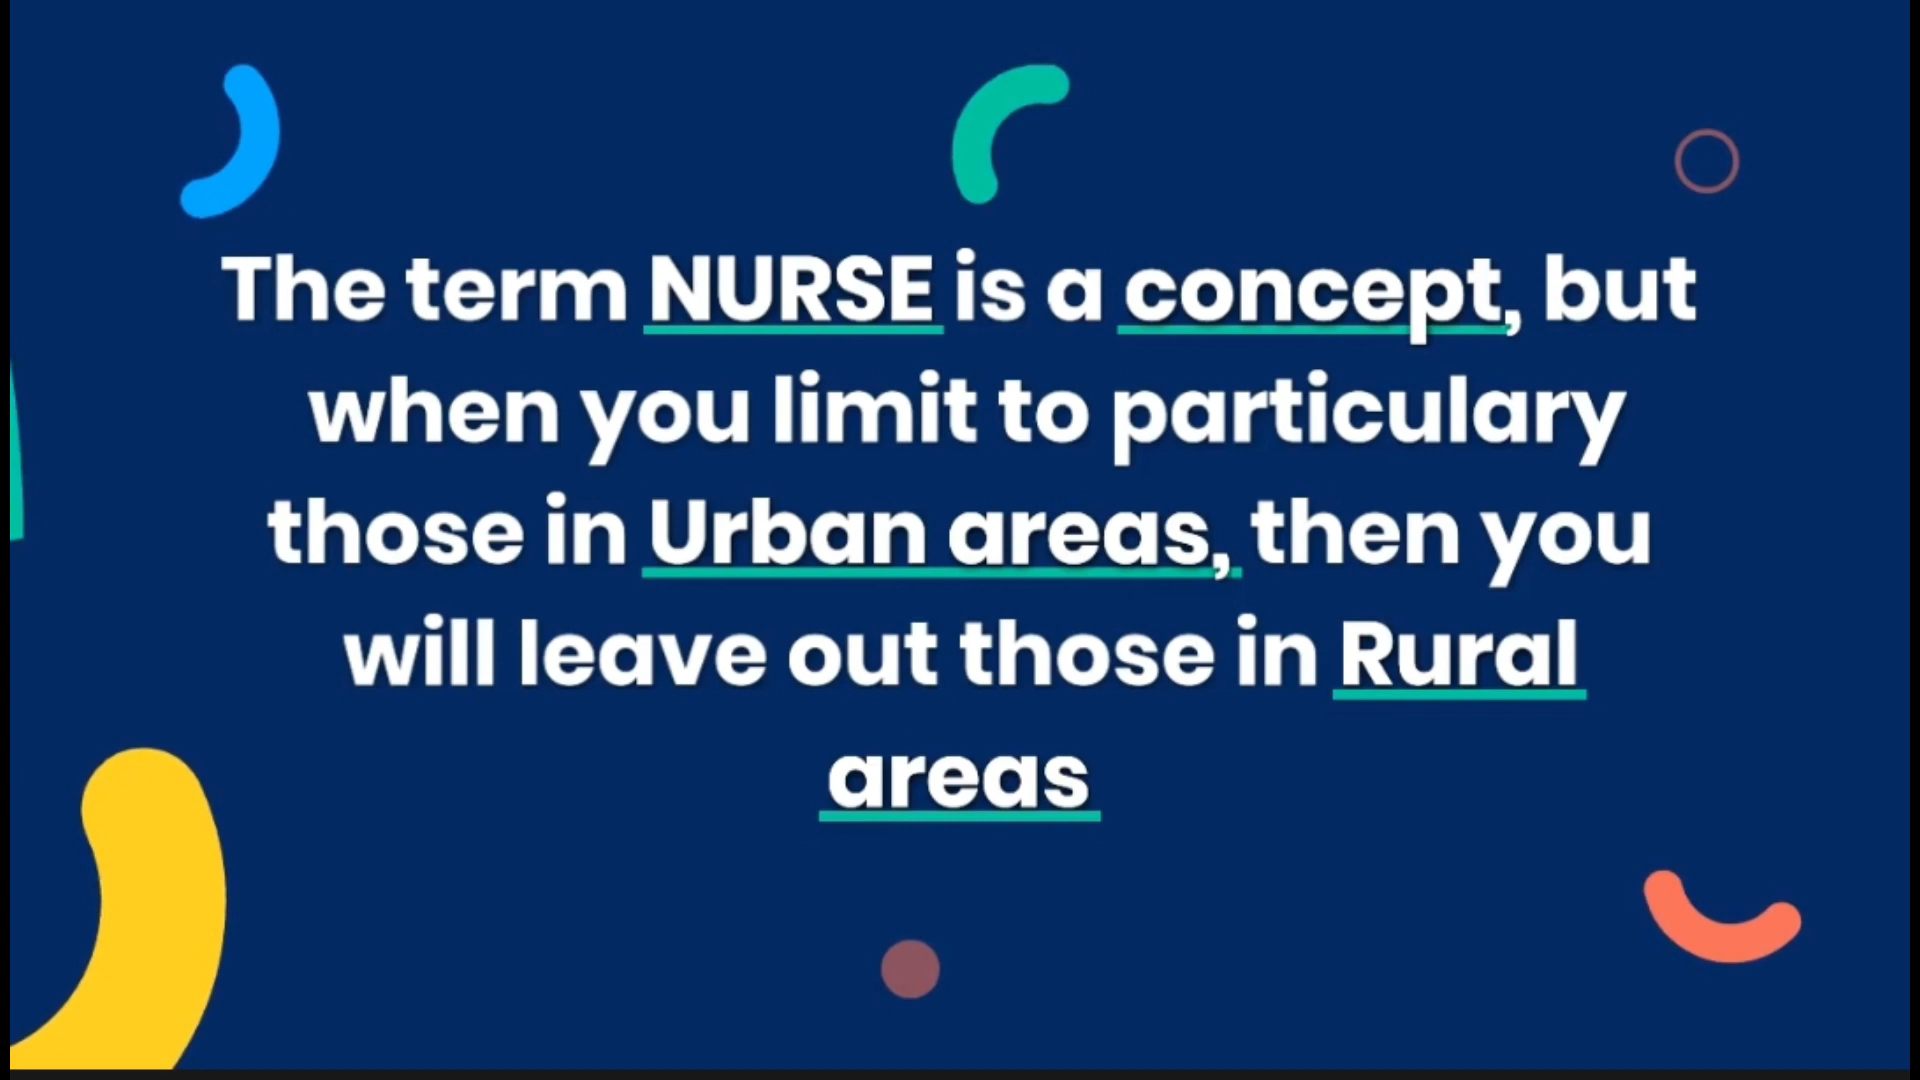 The term NURSE is a concept, but
when you limit to particulary
those in Urban areas, then you
will leave out those in Rural
areas